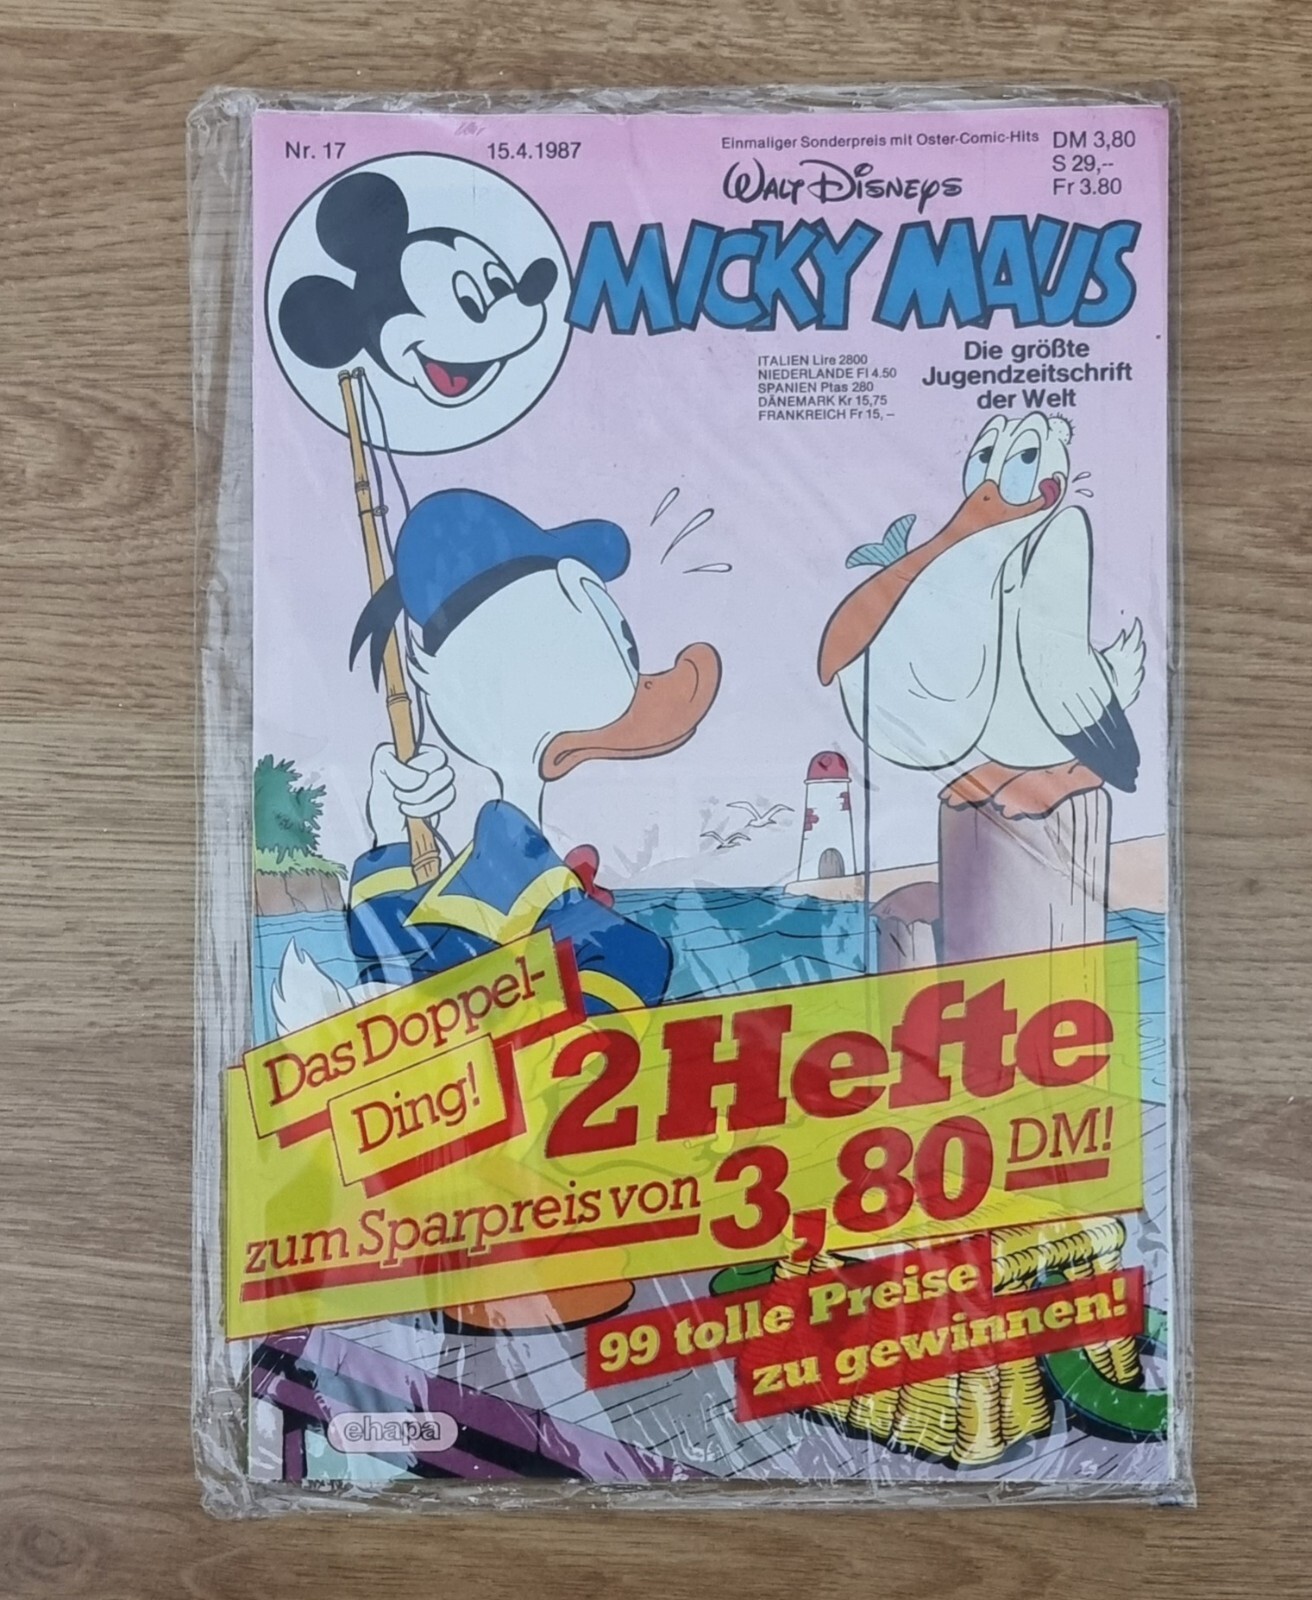 Nr. 17
15.4.1987
Einmaliger Sonderpreis mit Oster-Comic-Hits
DM 3,80
S 29,--
Fr 3.80
WALT DISNEYS
MICKY MAUS
ITALIEN Lire 2800
NIEDERLANDE Fl 4.50
SPANIEN Ptas 280
DÄNEMARK Kr 15,75
FRANKREICH Fr 15,–
Die größte
Jugendzeitschrift
der Welt
Das Doppel-
Ding!
2 Hefte
zum Sparpreis von 3,80 DM!
99 tolle Preise
zu gewinnen!
ehapa